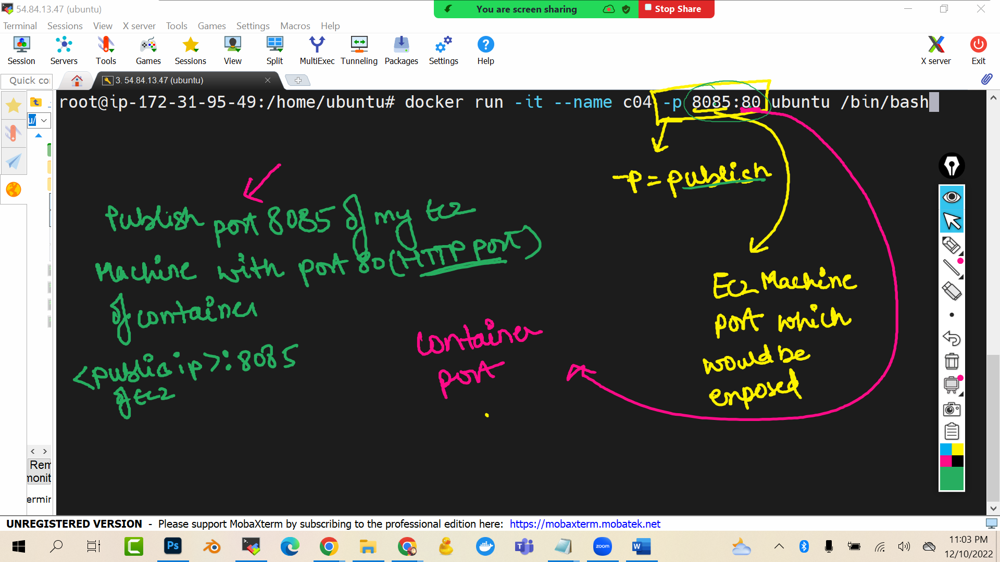 54.84.13.47 (ubuntu)
You are screen sharing
Stop Share
Terminal Sessions View X server Tools Games Settings Macros Help
Session Servers Tools Games Sessions View Split MultiExec Tunneling Packages Settings Help X server Exit
Quick co
3. 54.84.13.47 (ubuntu)
u/
root@ip-172-31-95-49:/home/ubuntu# docker run -it --name c04 -p 8085:80 ubuntu /bin/bash
-p = publish
Publish port 8085 of my EC2
Machine with port 80 (HTTP port)
of container
<public ip>:8085
of EC2
container
port
EC2 Machine
port which
would be
exposed
Rem
monit
ermin
UNREGISTERED VERSION - Please support MobaXterm by subscribing to the professional edition here: https://mobaxterm.mobatek.net
Ps
zoom
W
11:03 PM
12/10/2022